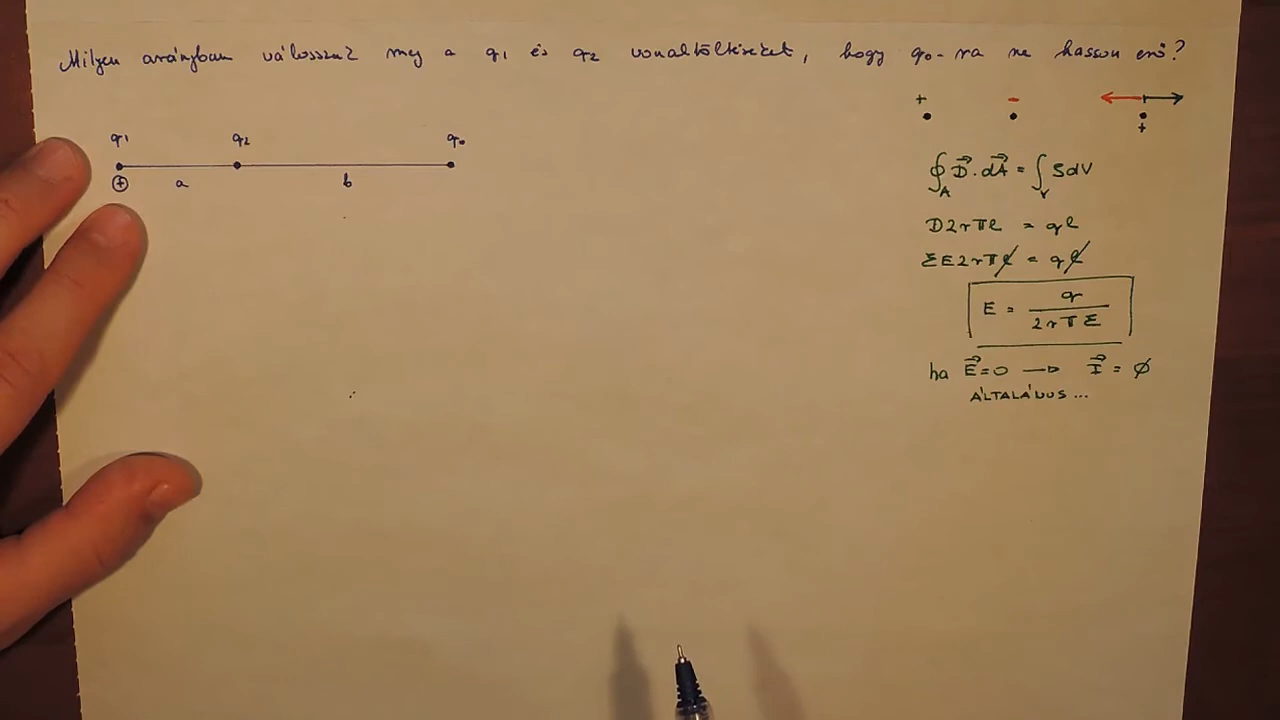 Milyen arányban válasszuk meg a q1 és q2 vonaltöltéseket, hogy q0-ra ne hasson erő?
+ −
+
q1 q2 q0
+ a b
∮A D⃗·dA⃗ = ∫V ρdV
D2rπℓ = qℓ
εE2rπℓ = qℓ
E = q / 2rπε
ha E⃗=0 → F⃗ = ∅
ÁLTALÁNOS ...